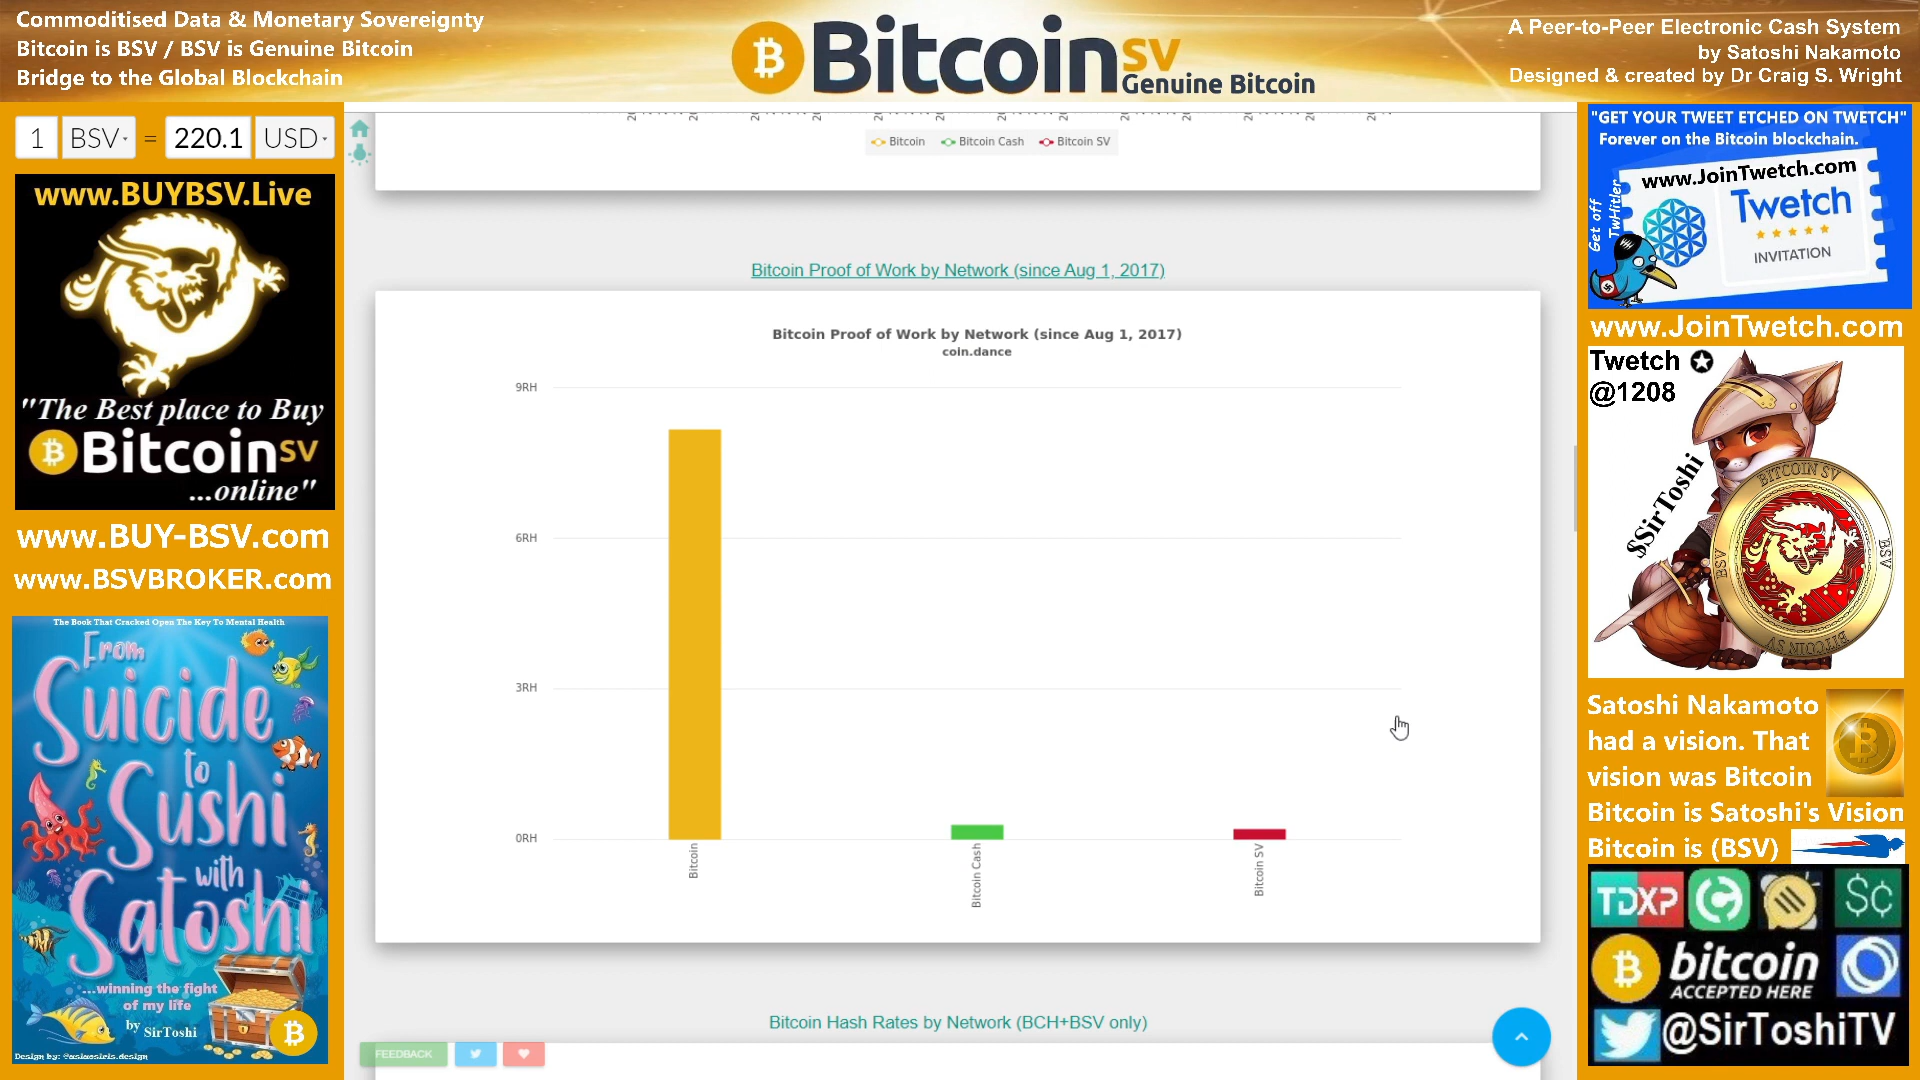 Commoditised Data & Monetary Sovereignty
Bitcoin is BSV / BSV is Genuine Bitcoin
Bridge to the Global Blockchain
Bitcoin SV
Genuine Bitcoin
A Peer-to-Peer Electronic Cash System
by Satoshi Nakamoto
Designed & created by Dr Craig S. Wright
1 BSV = 220.1 USD
www.BUYBSV.Live
"The Best place to Buy
Bitcoin SV
...online"
www.BUY-BSV.com
www.BSVBROKER.com
The Book That Cracked Open The Key To Mental Health
From
Suicide
to
Sushi
with
Satoshi
...winning the fight
of my life
by SirToshi
Design by: @asiaosiris.design
Bitcoin
Bitcoin Cash
Bitcoin SV
Bitcoin Proof of Work by Network (since Aug 1, 2017)
Bitcoin Proof of Work by Network (since Aug 1, 2017)
coin.dance
9RH
6RH
3RH
0RH
Bitcoin
Bitcoin Cash
Bitcoin SV
Bitcoin Hash Rates by Network (BCH+BSV only)
FEEDBACK
"GET YOUR TWEET ETCHED ON TWETCH"
Forever on the Bitcoin blockchain.
www.JoinTwetch.com
Twetch
INVITATION
Get off
TwHitler
www.JoinTwetch.com
Twetch
@1208
$SirToshi
BITCOIN SV
BSV
BSV
BITCOIN SV
Satoshi Nakamoto
had a vision. That
vision was Bitcoin
Bitcoin is Satoshi's Vision
Bitcoin is (BSV)
TDXP
$c
bitcoin
ACCEPTED HERE
@SirToshiTV